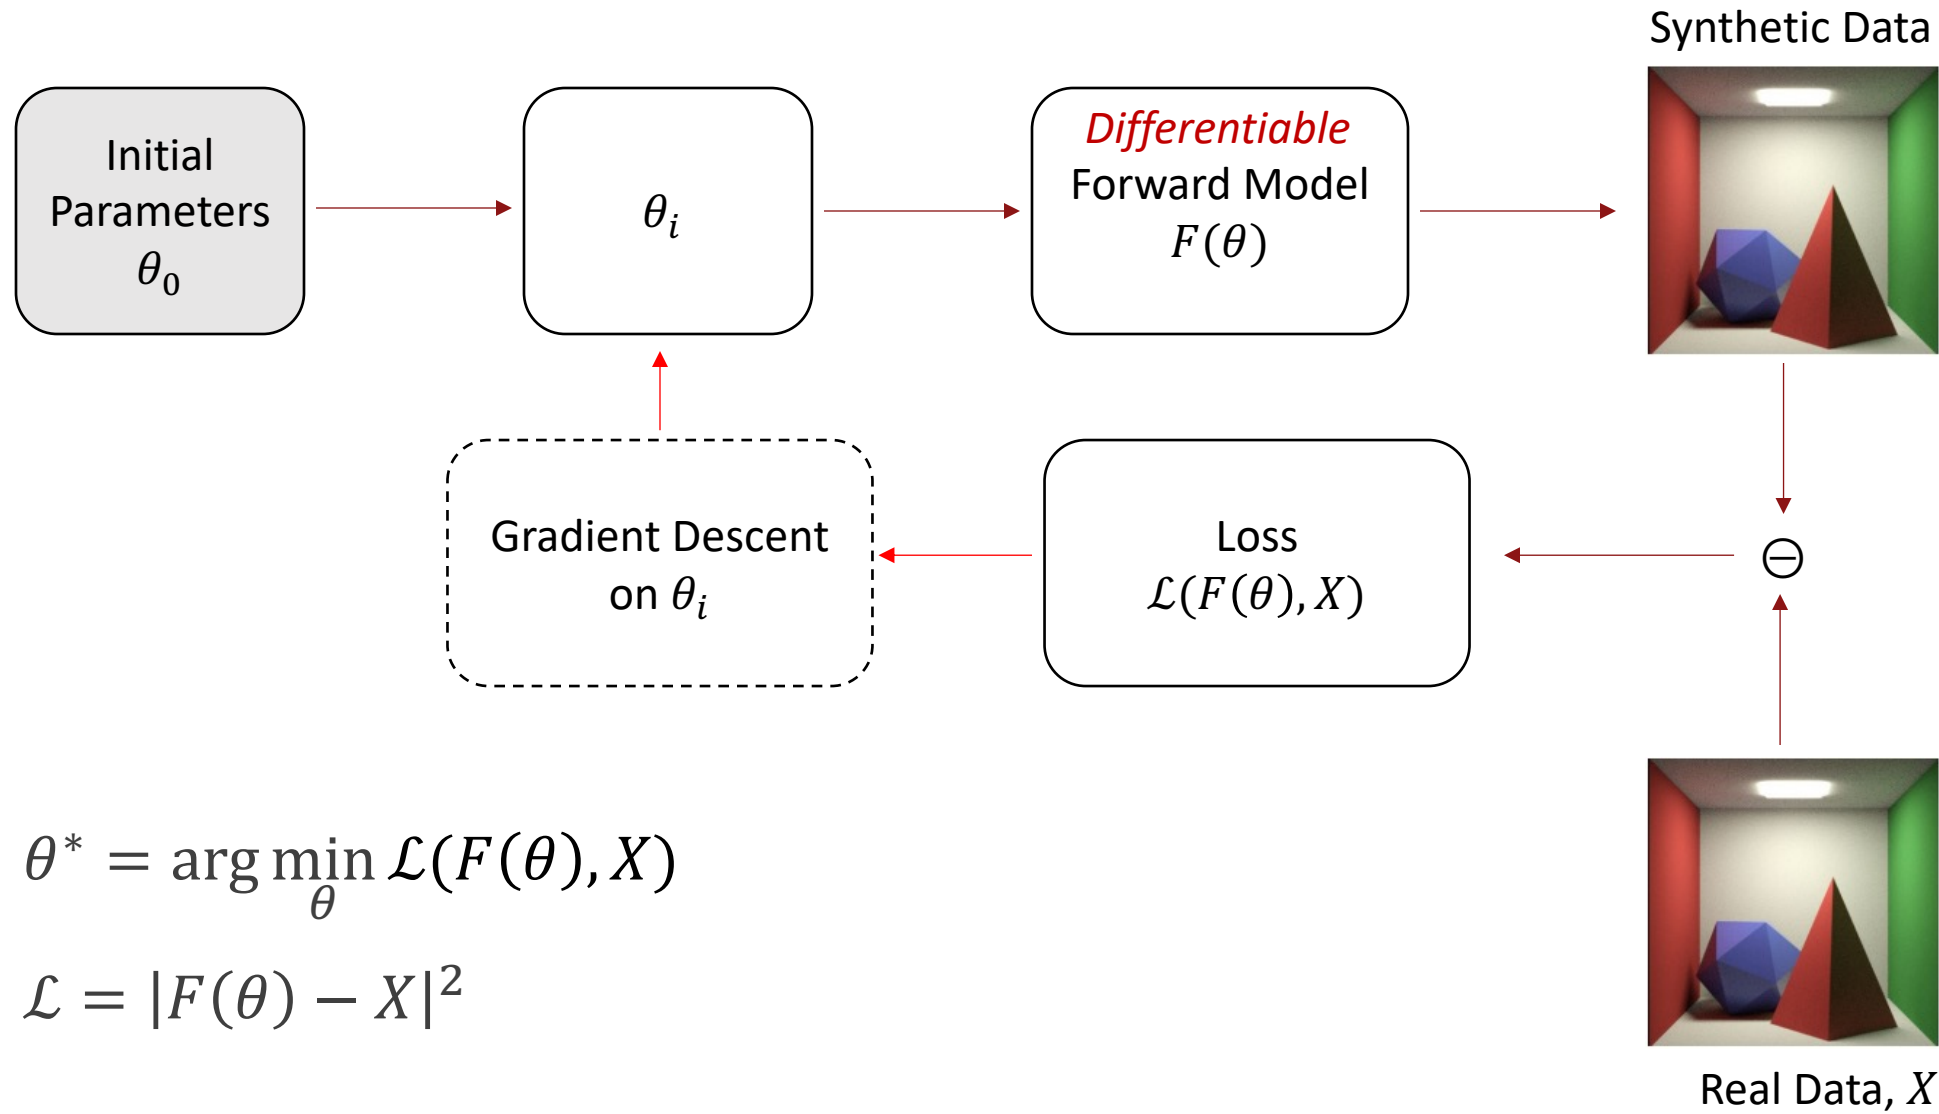 Synthetic Data
Initial
Parameters
θ₀
θᵢ
Differentiable
Forward Model
F(θ)
Gradient Descent
on θᵢ
Loss
ℒ(F(θ), X)
⊖
θ* = arg min ℒ(F(θ), X)
θ
ℒ = |F(θ) − X|²
Real Data, X